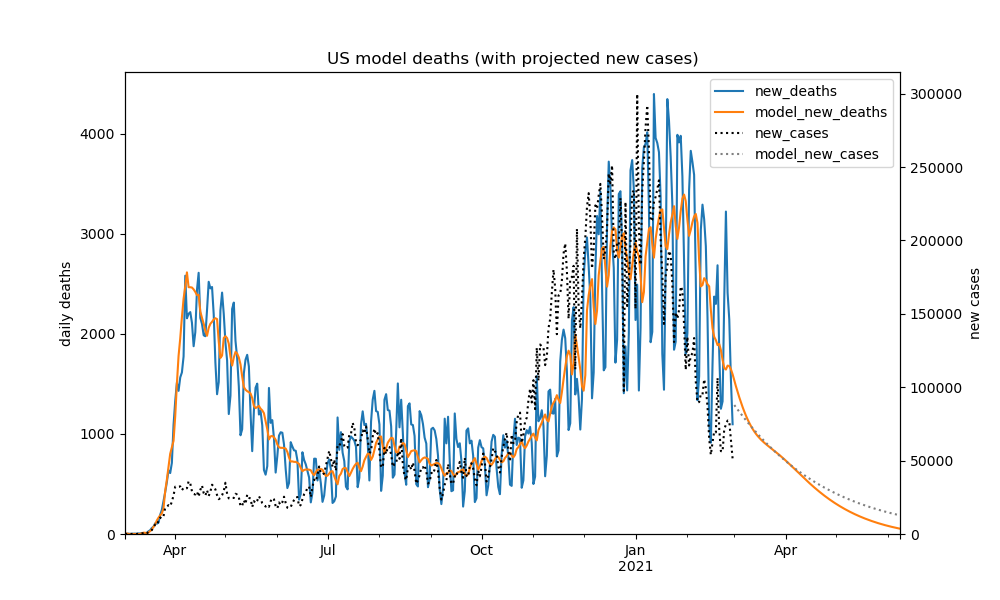 US model deaths (with projected new cases)
new_deaths
model_new_deaths
new_cases
model_new_cases
daily deaths
4000
3000
2000
1000
0
300000
250000
200000
150000
100000
50000
0
new cases
Apr
Jul
Oct
Jan
2021
Apr